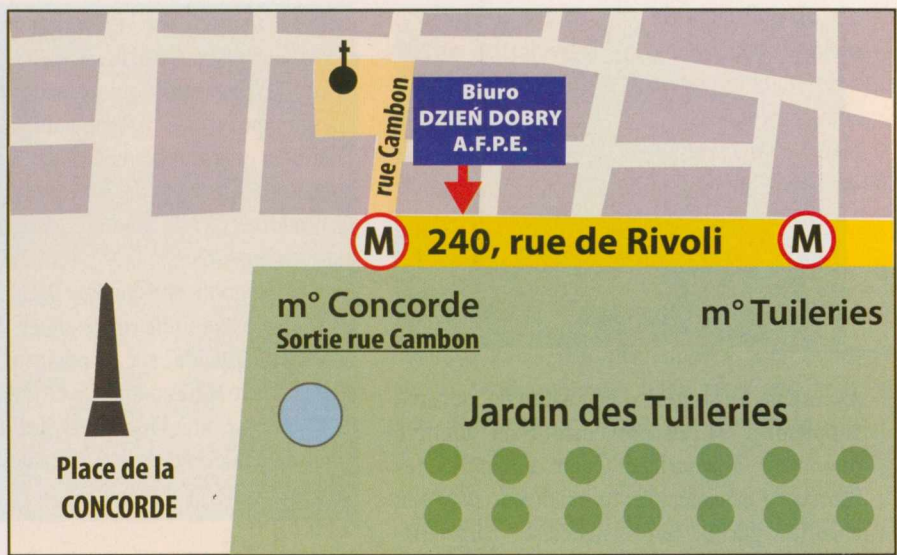 rue Cambon
Biuro
DZIEŃ DOBRY
A.F.P.E.
M
240, rue de Rivoli
M
m° Concorde
Sortie rue Cambon
m° Tuileries
Jardin des Tuileries
Place de la
CONCORDE